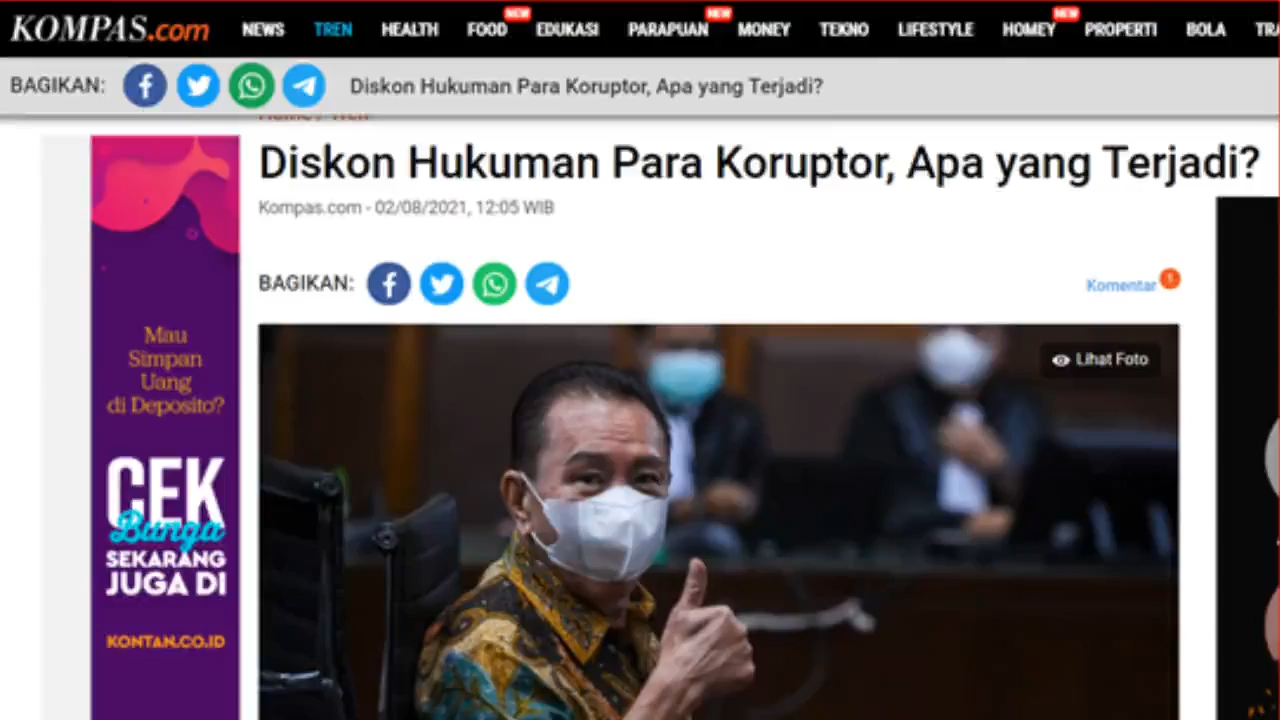 KOMPAS.com NEWS TREN HEALTH FOOD NEW EDUKASI PARAPUAN NEW MONEY TEKNO LIFESTYLE HOMEY NEW PROPERTI BOLA TRA
BAGIKAN: Diskon Hukuman Para Koruptor, Apa yang Terjadi?
Diskon Hukuman Para Koruptor, Apa yang Terjadi?
Kompas.com - 02/08/2021, 12:05 WIB
BAGIKAN:
Komentar 1
Lihat Foto
Mau
Simpan
Uang
di Deposito?
CEK
Bunga
SEKARANG
JUGA DI
KONTAN.CO.ID